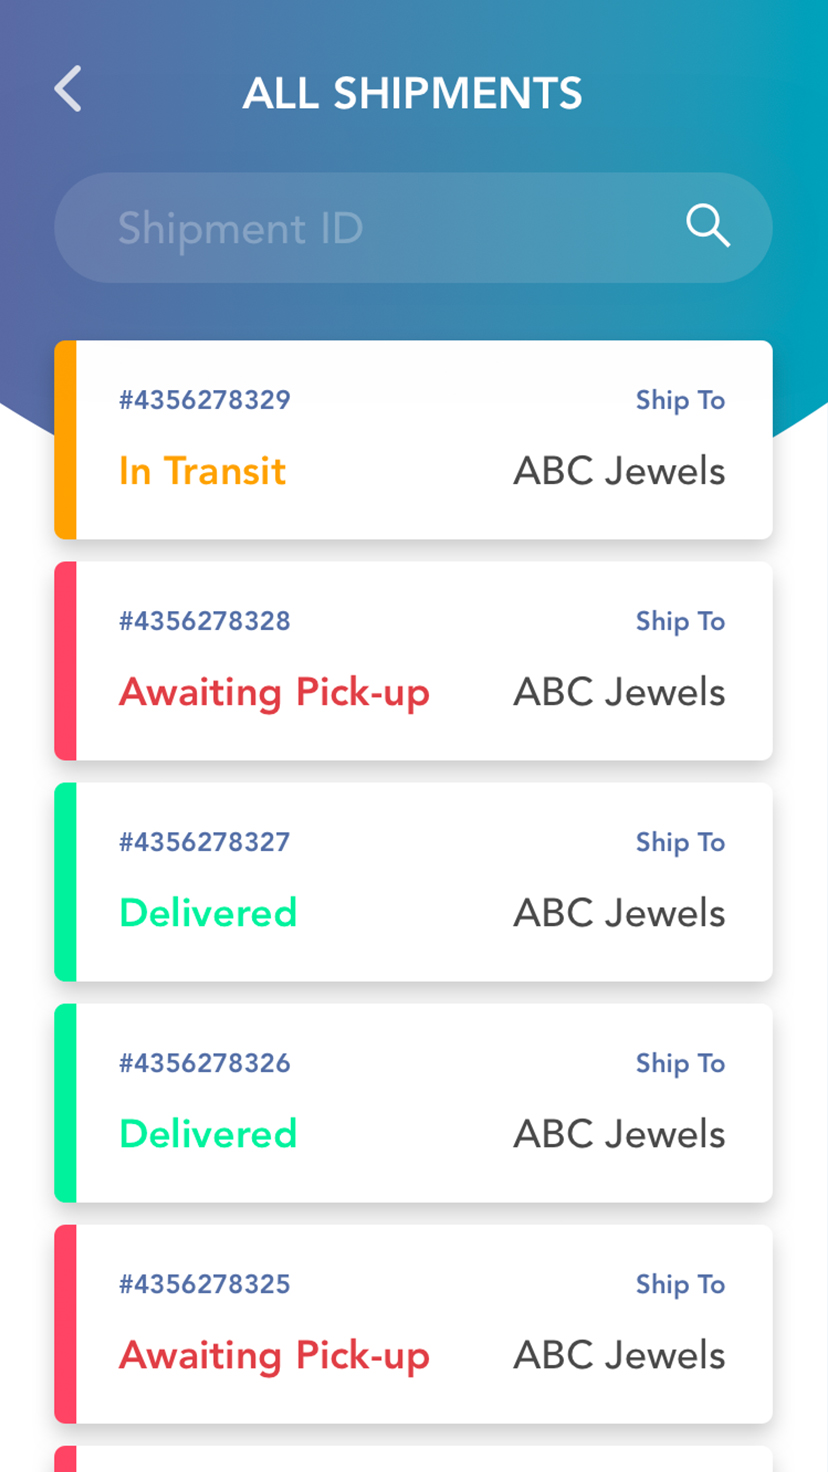 ALL SHIPMENTS
Shipment ID
#4356278329 Ship To
In Transit ABC Jewels
#4356278328 Ship To
Awaiting Pick-up ABC Jewels
#4356278327 Ship To
Delivered ABC Jewels
#4356278326 Ship To
Delivered ABC Jewels
#4356278325 Ship To
Awaiting Pick-up ABC Jewels